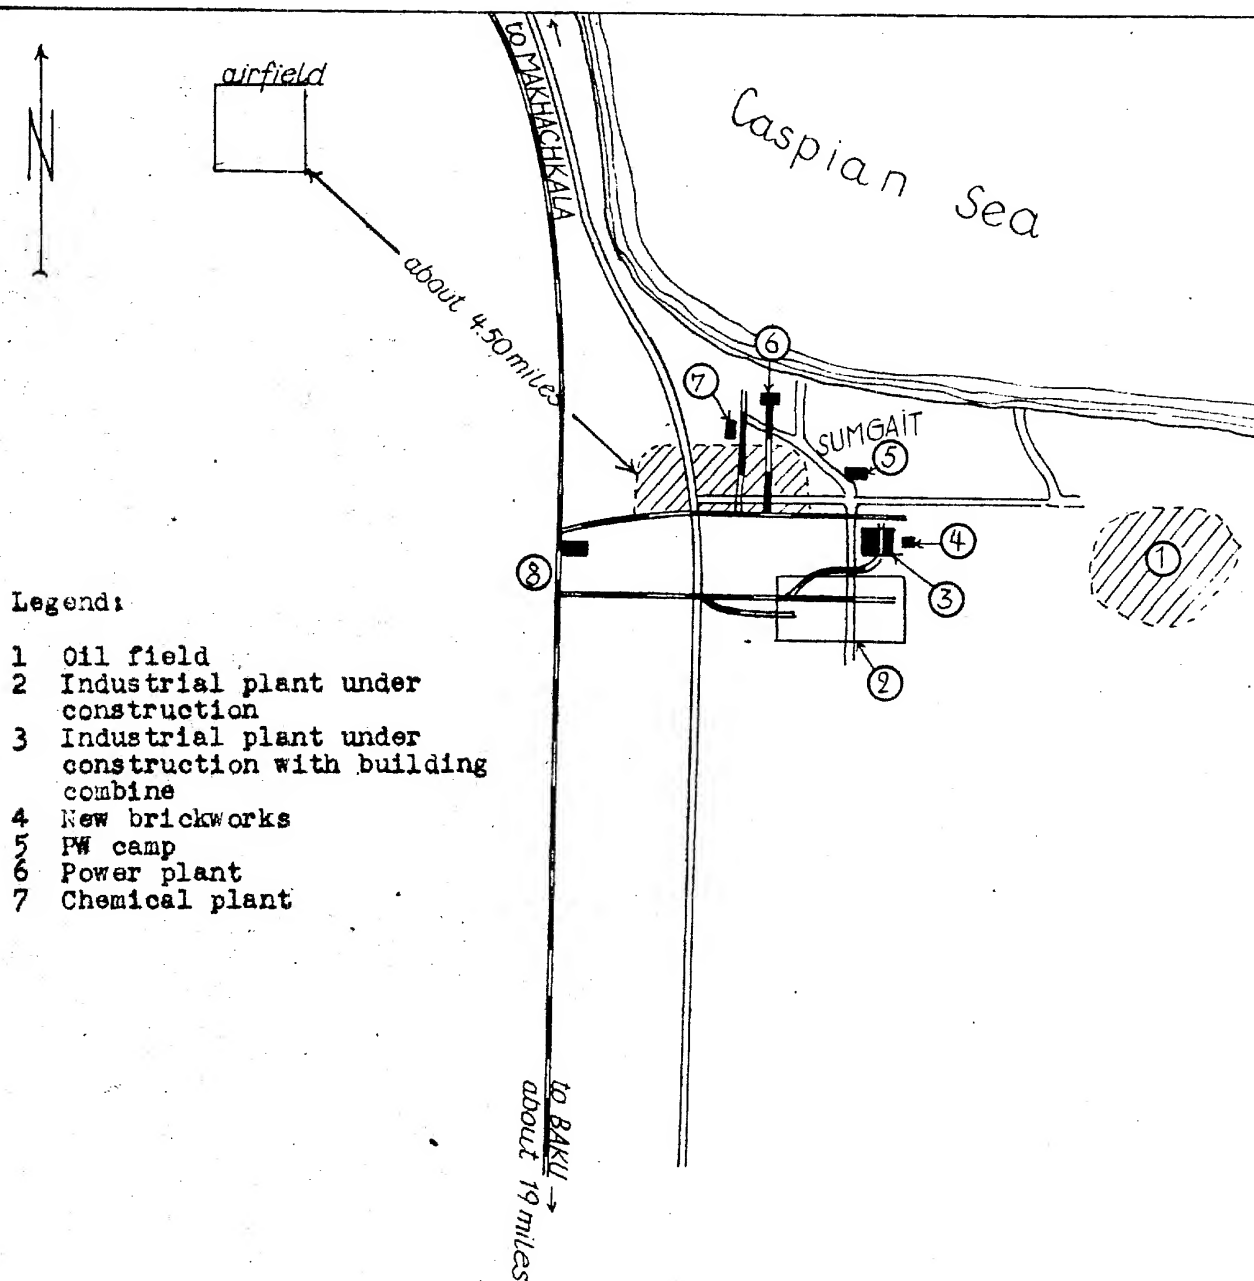 N
airfield
to MAKHACHKALA
Caspian Sea
about 4.50 miles
6
7
SUMGAIT
5
4
1
8
3
2
Legend:
1 Oil field
2 Industrial plant under
construction
3 Industrial plant under
construction with building
combine
4 New brickworks
5 PW camp
6 Power plant
7 Chemical plant
to BAKU
about 19 miles